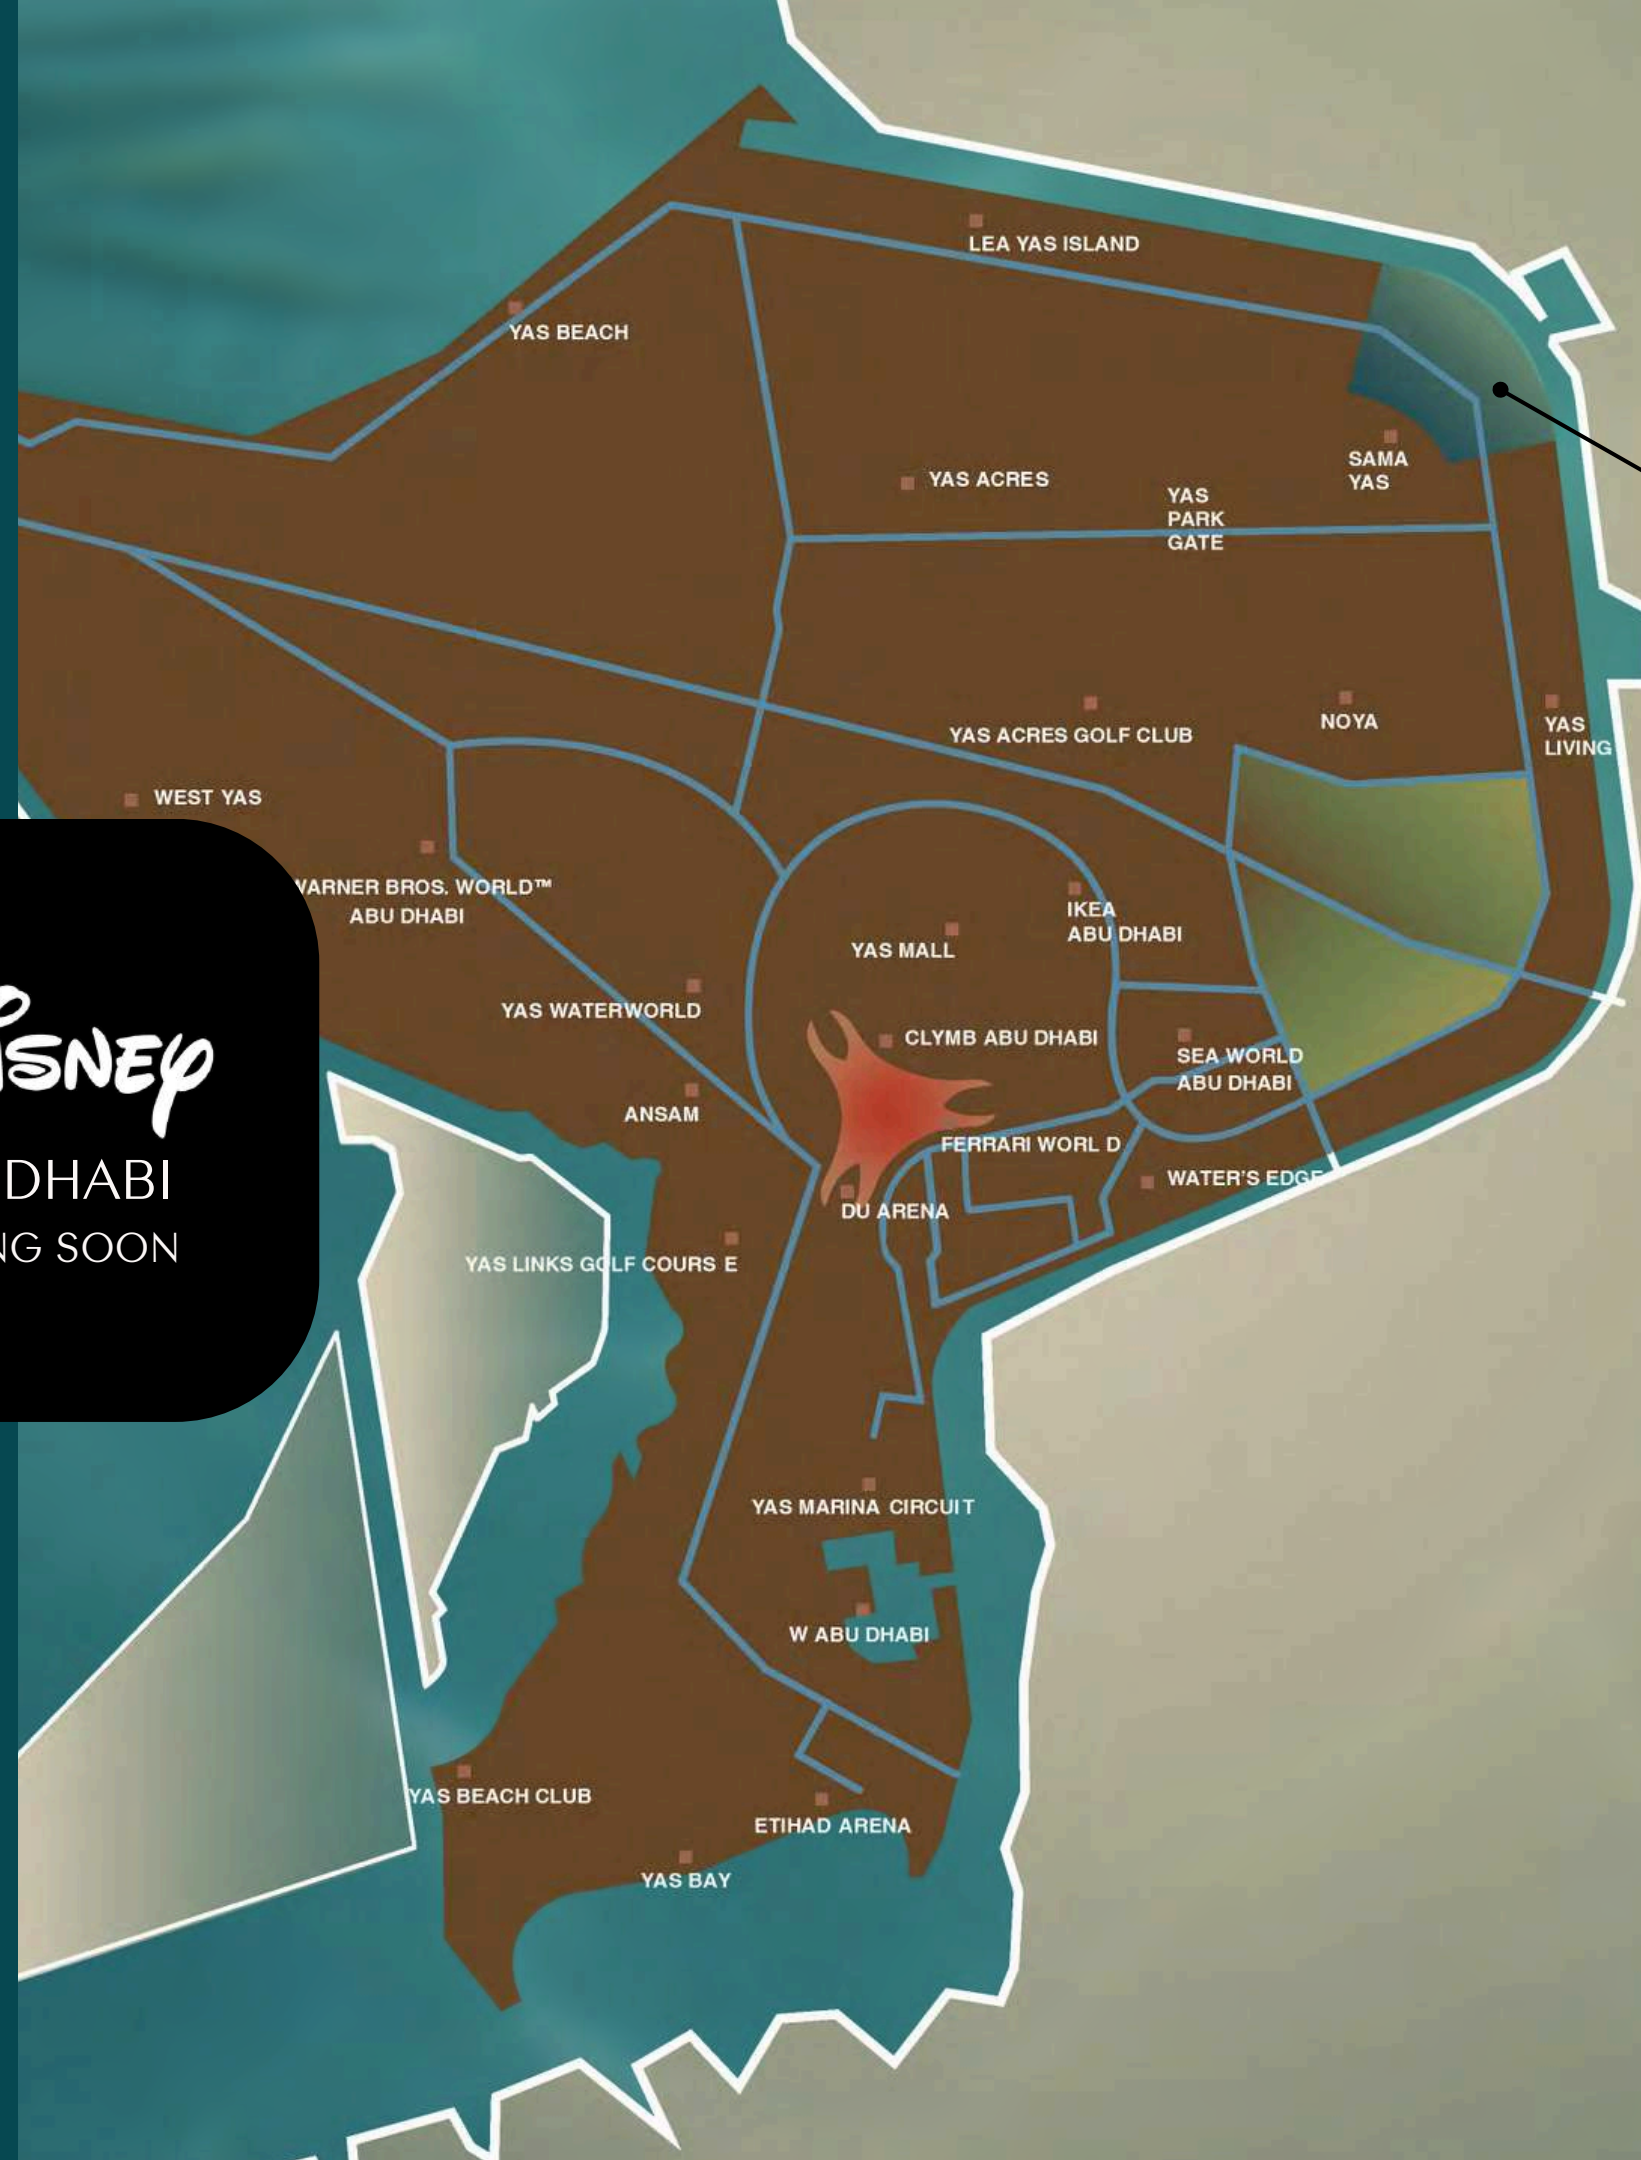 LEA YAS ISLAND
YAS BEACH
SAMA
YAS
YAS ACRES
YAS
PARK
GATE
NOYA
YAS
LIVING
YAS ACRES GOLF CLUB
WEST YAS
WARNER BROS. WORLD™
ABU DHABI
IKEA
ABU DHABI
YAS MALL
YAS WATERWORLD
CLYMB ABU DHABI
SEA WORLD
ABU DHABI
ANSAM
FERRARI WORL D
WATER'S EDGE
DU ARENA
YAS LINKS GOLF COURS E
ISNEY
DHABI
NG SOON
YAS MARINA CIRCUIT
W ABU DHABI
YAS BEACH CLUB
ETIHAD ARENA
YAS BAY